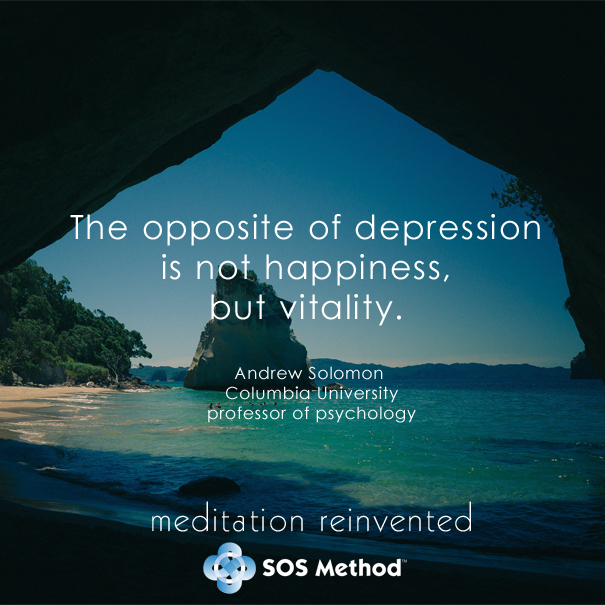 The opposite of depression
is not happiness,
but vitality.
Andrew Solomon
Columbia University
professor of psychology
meditation reinvented
SOS Method™